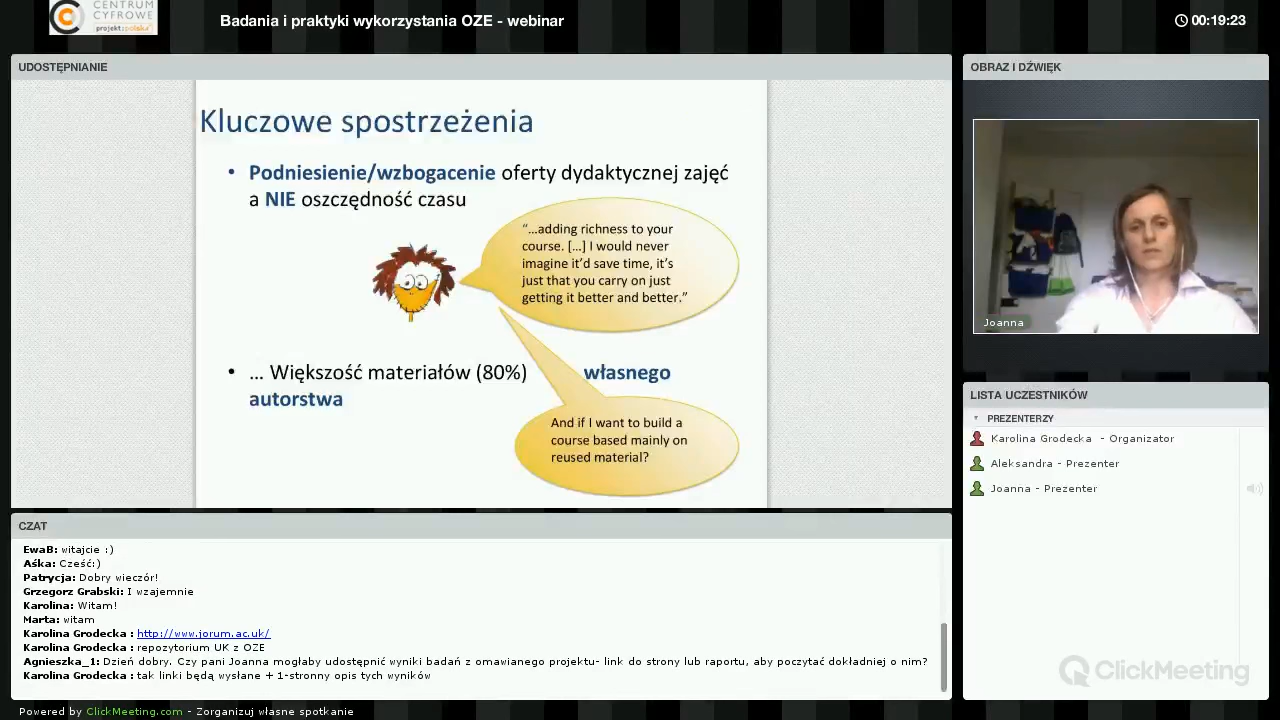 CENTRUM
CYFROWE
projekt: polska
Badania i praktyki wykorzystania OZE - webinar
00:19:23
UDOSTĘPNIANIE
Kluczowe spostrzeżenia
• Podniesienie/wzbogacenie oferty dydaktycznej zajęć
a NIE oszczędność czasu
“…adding richness to your
course. […] I would never
imagine it’d save time, it’s
just that you carry on just
getting it better and better.”
• … Większość materiałów (80%) własnego
autorstwa
And if I want to build a
course based mainly on
reused material?
OBRAZ I DŹWIĘK
Joanna
LISTA UCZESTNIKÓW
PREZENTERZY
Karolina Grodecka - Organizator
Aleksandra - Prezenter
Joanna - Prezenter
CZAT
EwaB: witajcie :)
Aśka: Cześć:)
Patrycja: Dobry wieczór!
Grzegorz Grabski: I wzajemnie
Karolina: Witam!
Marta: witam
Karolina Grodecka : http://www.jorum.ac.uk/
Karolina Grodecka : repozytorium UK z OZE
Agnieszka_1: Dzień dobry. Czy pani Joanna mogłaby udostępnić wyniki badań z omawianego projektu- link do strony lub raportu, aby poczytać dokładniej o nim?
Karolina Grodecka : tak linki będą wysłane + 1-stronny opis tych wyników
ClickMeeting
Powered by ClickMeeting.com - Zorganizuj własne spotkanie